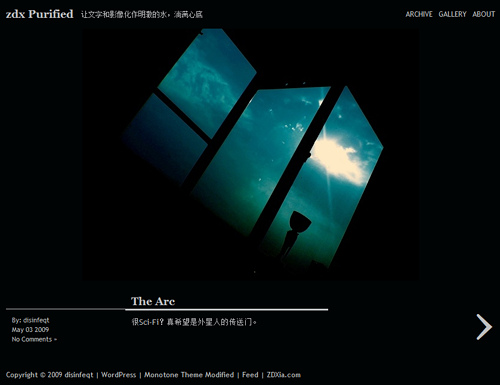 zdx Purified 让文字和影像化作明澈的水，滴落心底 ARCHIVE GALLERY ABOUT
The Arc
By: disinfeqt
May 03 2009
No Comments »
很Sci-Fi? 真希望是外星人的传送门。
Copyright © 2009 disinfeqt | WordPress | Monotone Theme Modified | Feed | ZDXia.com